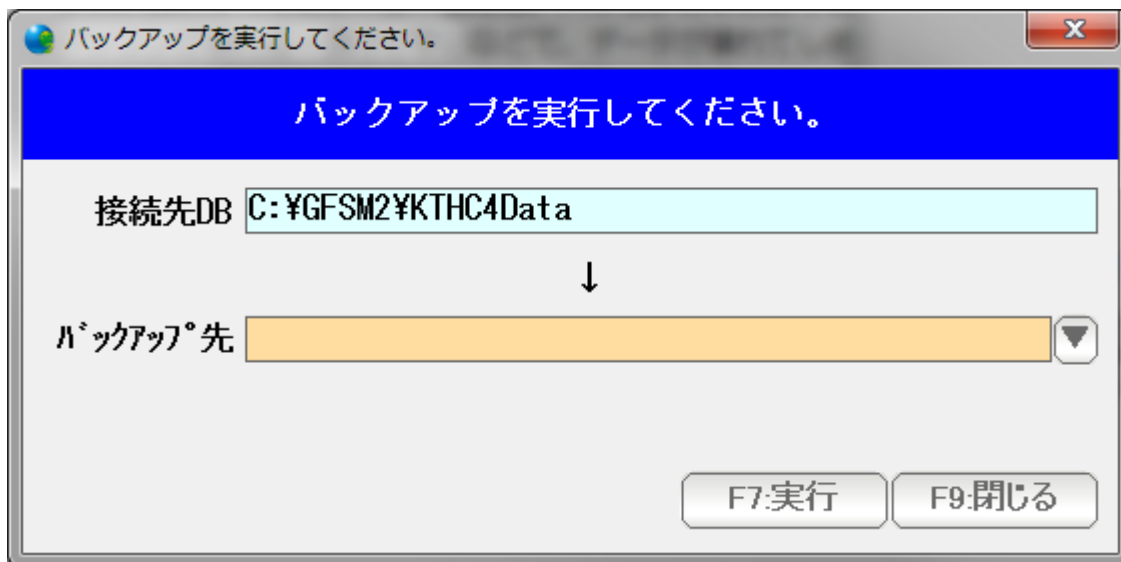 バックアップを実行してください。
バックアップを実行してください。
接続先DB C:¥GFSM2¥KTHC4Data
↓
ﾊﾞｯｸｱｯﾌﾟ先
F7:実行 F9:閉じる